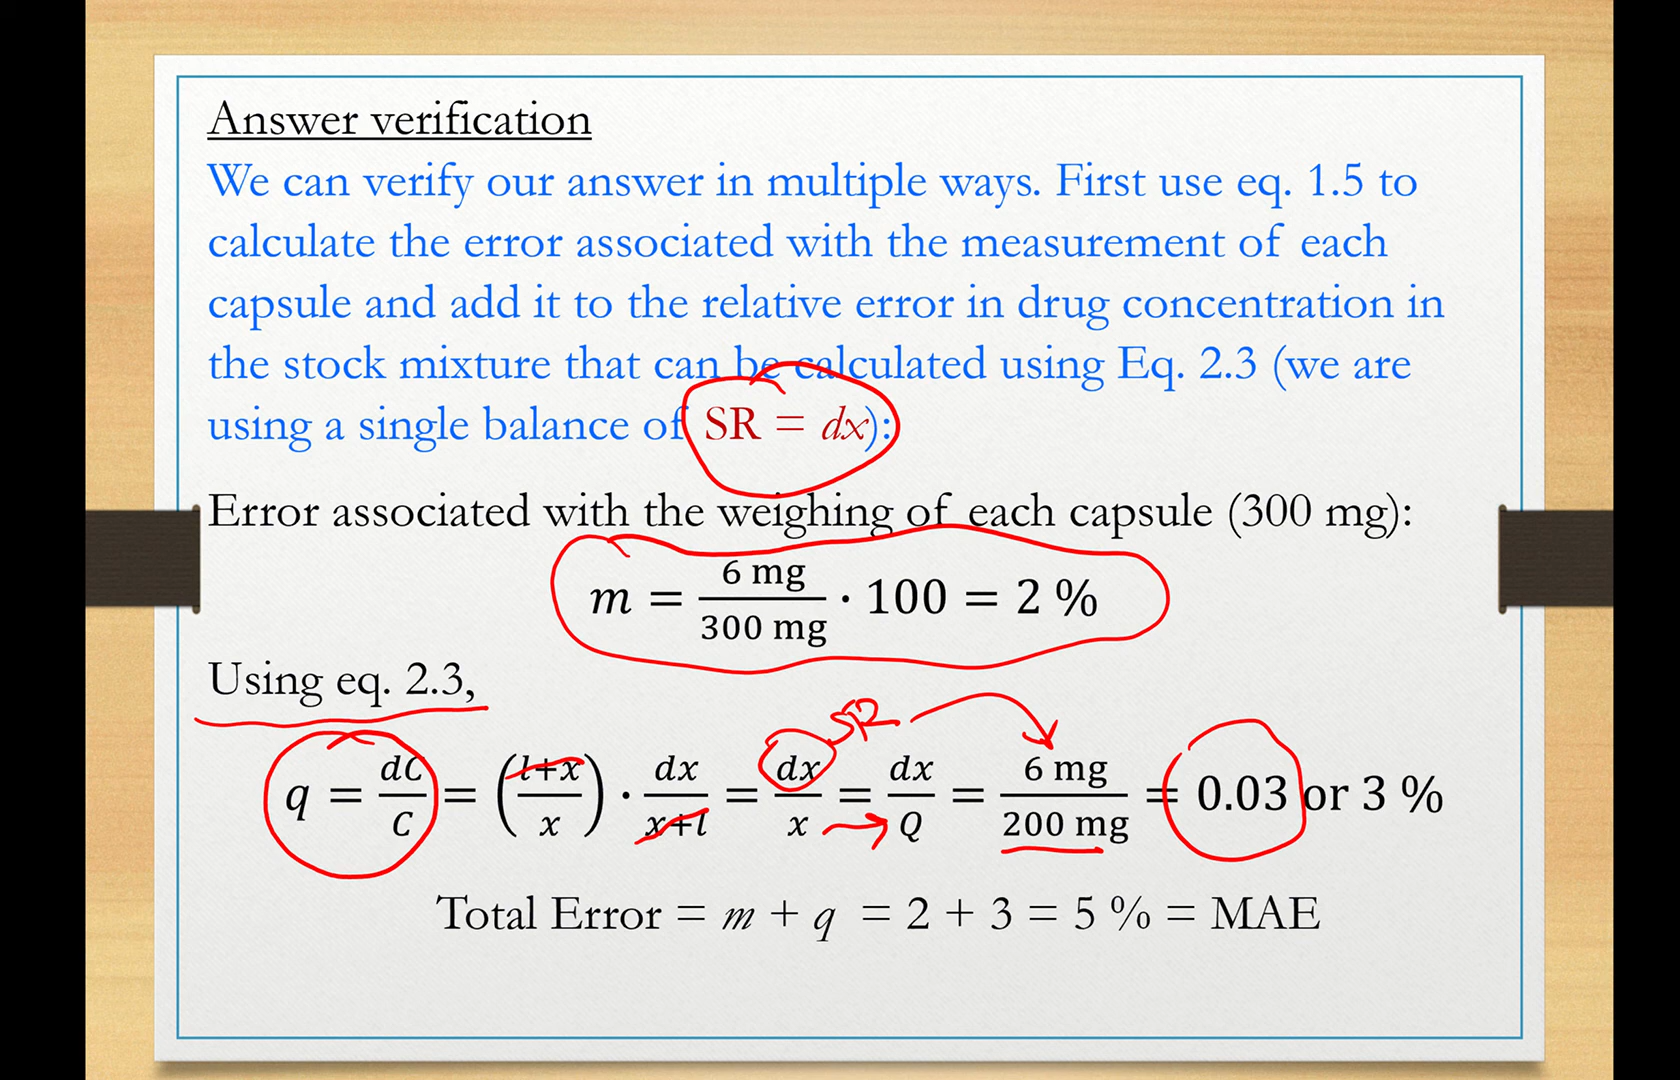 Answer verification
We can verify our answer in multiple ways. First use eq. 1.5 to
calculate the error associated with the measurement of each
capsule and add it to the relative error in drug concentration in
the stock mixture that can be calculated using Eq. 2.3 (we are
using a single balance of SR = dx):
Error associated with the weighing of each capsule (300 mg):
m = 6 mg / 300 mg · 100 = 2 %
Using eq. 2.3,
SR
q = dC / C = ( l+x / x ) · dx / x+l = dx / x = dx / Q = 6 mg / 200 mg = 0.03 or 3 %
Total Error = m + q = 2 + 3 = 5 % = MAE